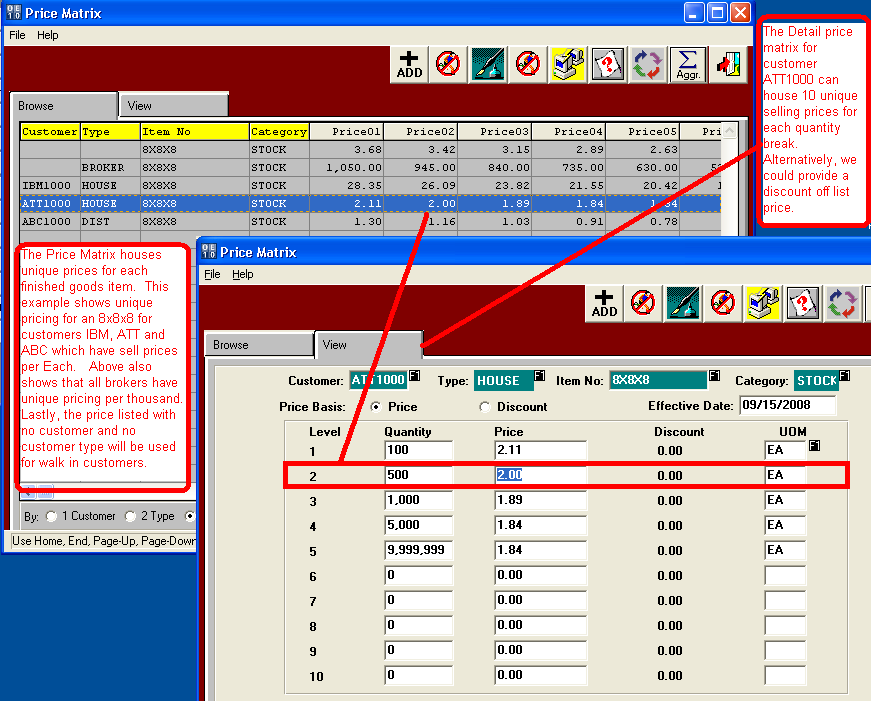 Price Matrix
File Help
ADD
Aggr.
Browse View
Customer Type Item No Category Price01 Price02 Price03 Price04 Price05
8X8X8 STOCK 3.68 3.42 3.15 2.89 2.63
BROKER 8X8X8 STOCK 1,050.00 945.00 840.00 735.00 630.00
IBM1000 HOUSE 8X8X8 STOCK 28.35 26.09 23.82 21.55 20.42
ATT1000 HOUSE 8X8X8 STOCK 2.11 2.00 1.89 1.84
ABC1000 DIST 8X8X8 STOCK 1.30 1.16 1.03 0.91 0.78
The Detail price
matrix for
customer
ATT1000 can
house 10 unique
selling prices for
each quantity
break.
Alternatively, we
could provide a
discount off list
price.
The Price Matrix houses
unique prices for each
finished goods item. This
example shows unique
pricing for an 8x8x8 for
customers IBM, ATT and
ABC which have sell prices
per Each. Above also
shows that all brokers have
unique pricing per thousand.
Lastly, the price listed with
no customer and no
customer type will be used
for walk in customers.
By: 1 Customer 2 Type
Use Home, End, Page-Up, Page-Down
Price Matrix
File Help
ADD
Browse View
Customer: ATT1000 Type: HOUSE Item No: 8X8X8 Category: STOCK
Price Basis: Price Discount Effective Date: 09/15/2008
Level Quantity Price Discount UOM
1 100 2.11 0.00 EA
2 500 2.00 0.00 EA
3 1,000 1.89 0.00 EA
4 5,000 1.84 0.00 EA
5 9,999,999 1.84 0.00 EA
6 0 0.00 0.00
7 0 0.00 0.00
8 0 0.00 0.00
9 0 0.00 0.00
10 0 0.00 0.00